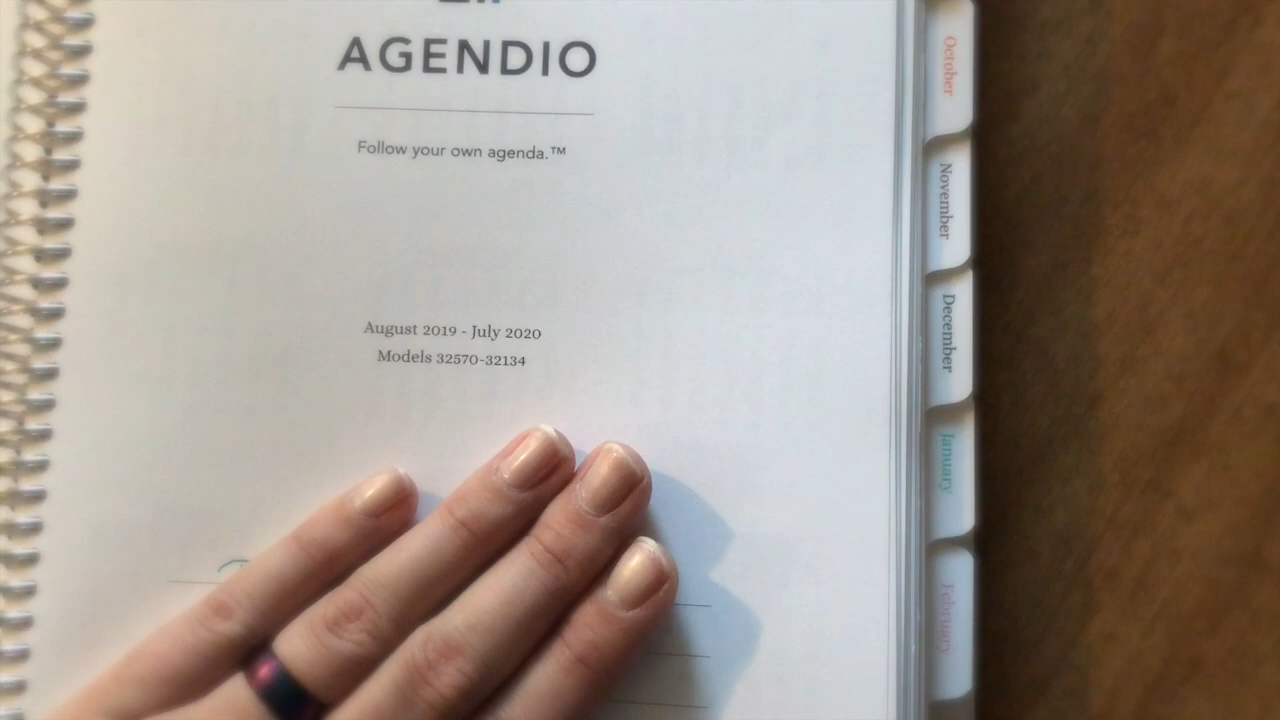 AGENDIO
Follow your own agenda.™
August 2019 - July 2020
Models 32570-32134
October
November
December
January
February